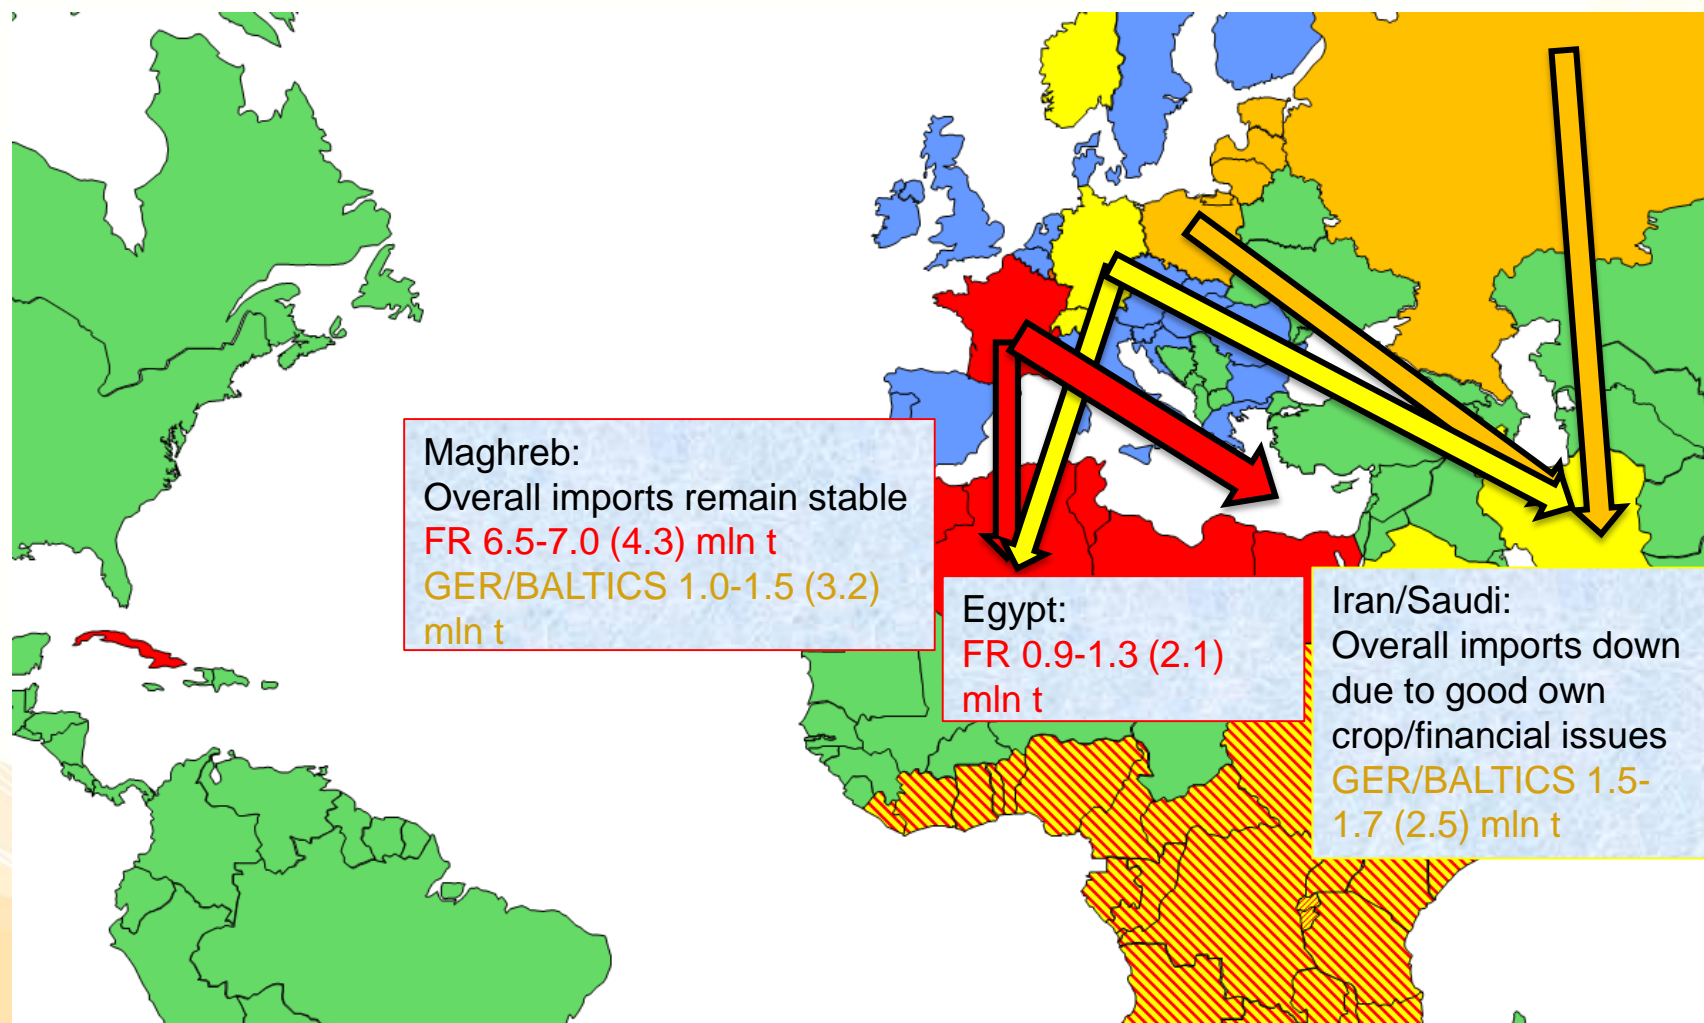 Maghreb:
Overall imports remain stable
FR 6.5-7.0 (4.3) mln t
GER/BALTICS 1.0-1.5 (3.2)
mln t
Egypt:
FR 0.9-1.3 (2.1)
mln t
Iran/Saudi:
Overall imports down
due to good own
crop/financial issues
GER/BALTICS 1.5-
1.7 (2.5) mln t